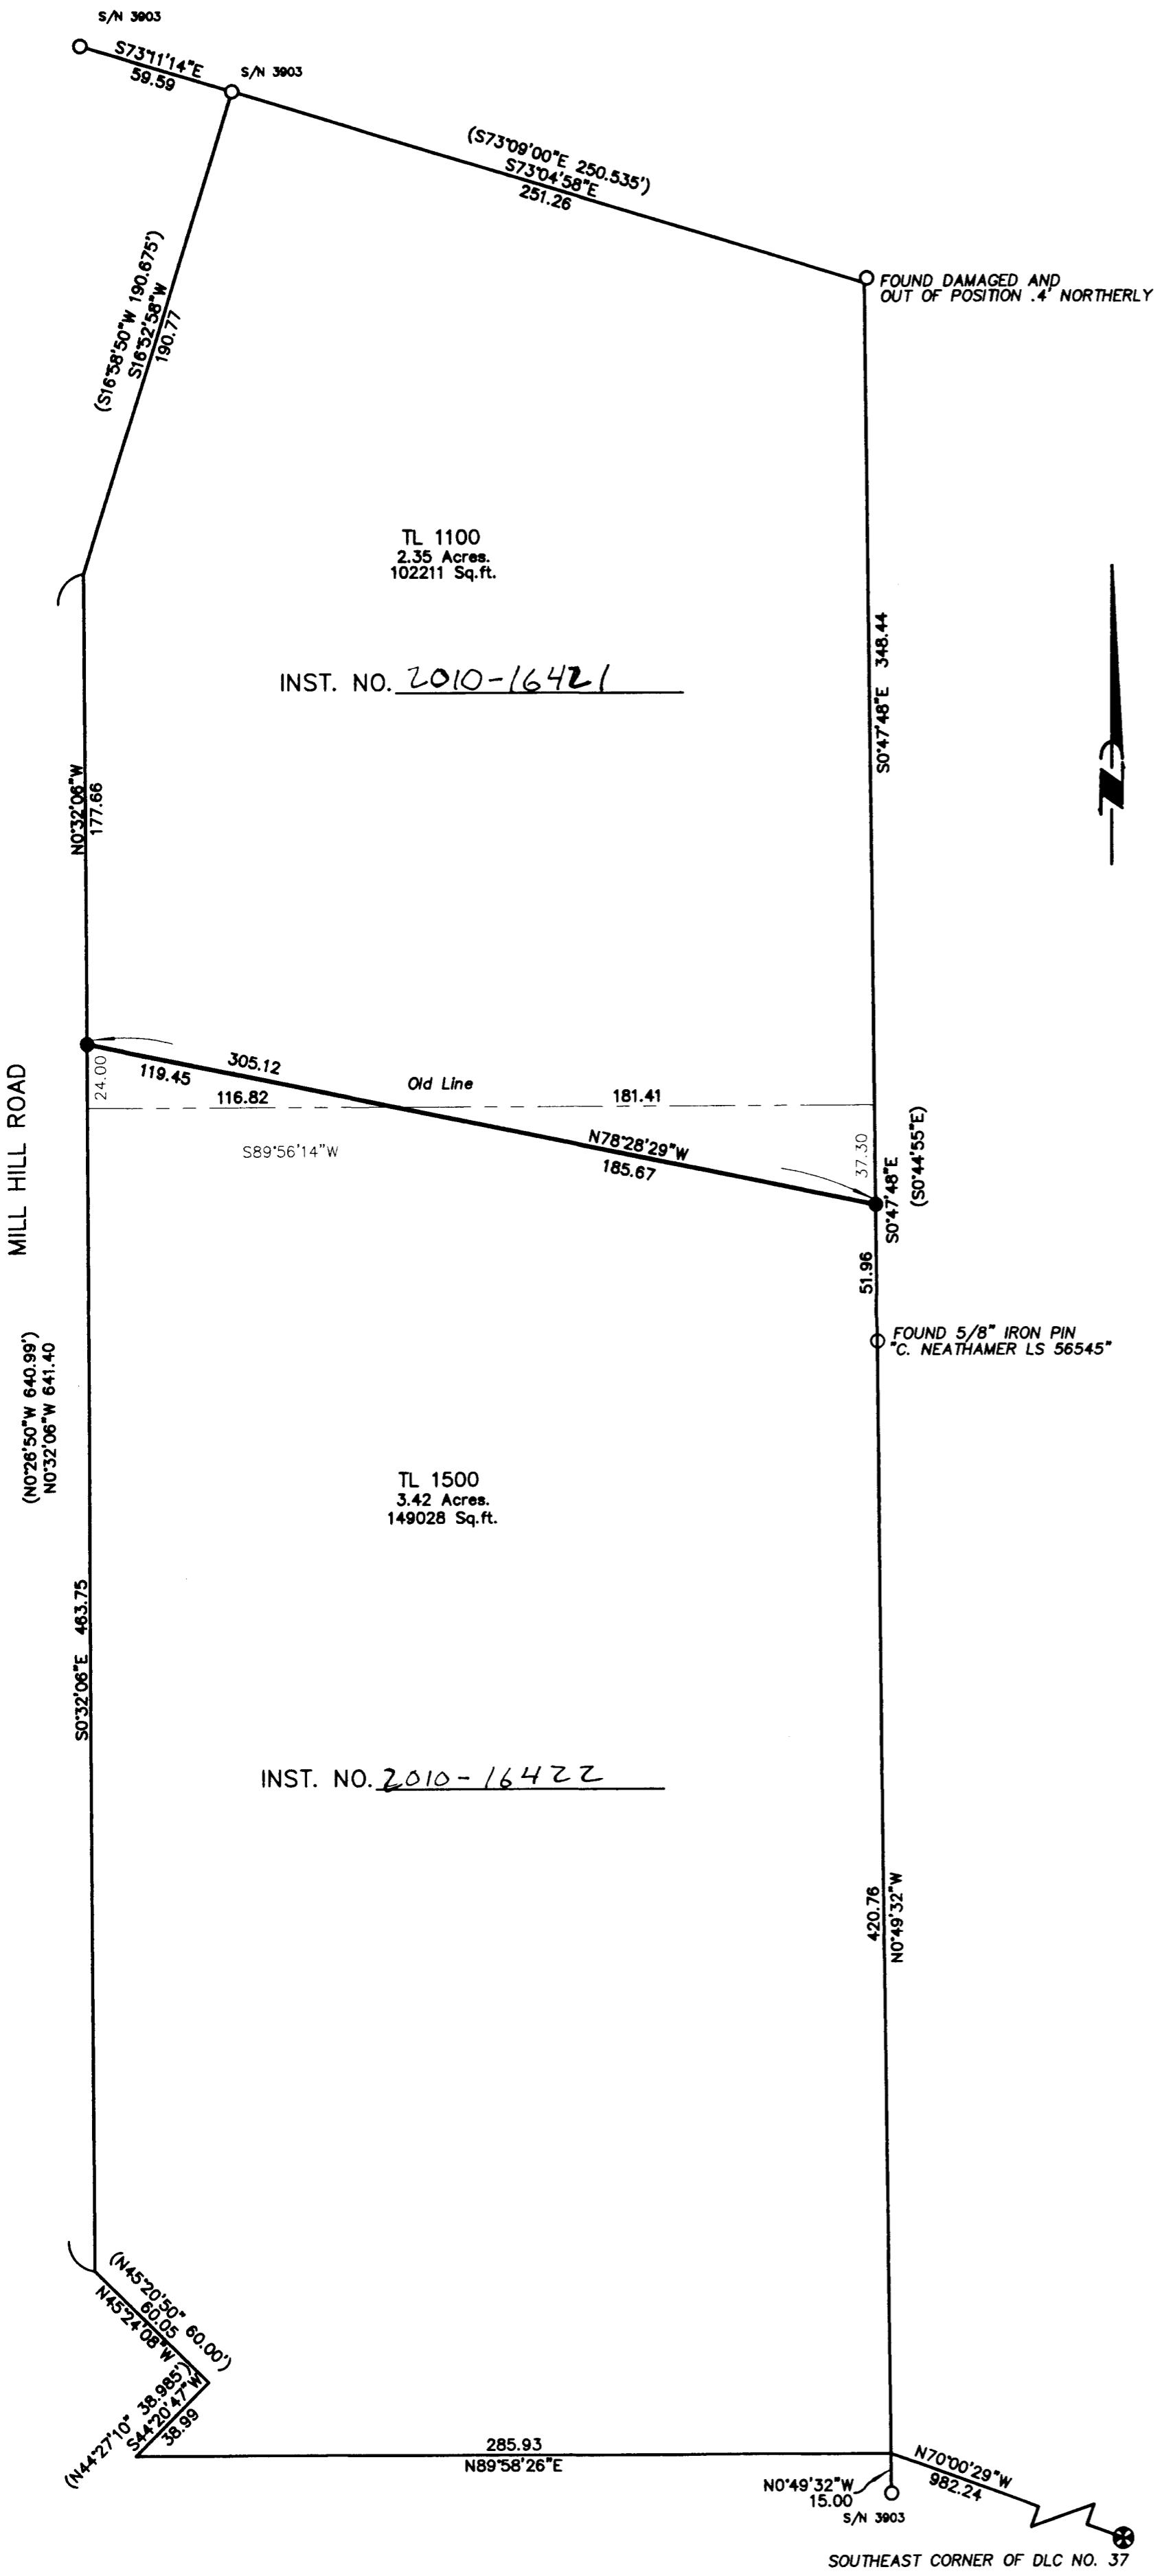 S/N 3903
S73°11'14"E
59.59
S/N 3903
(S73°09'00"E 250.535')
S73°04'58"E
251.26
FOUND DAMAGED AND
OUT OF POSITION .4' NORTHERLY
(S16°58'50"W 190.675')
S16°52'58"W
190.77
TL 1100
2.35 Acres.
102211 Sq.ft.
INST. NO. 2010-16421
S0°47'48"E 348.44
N
N0°32'06"W
177.66
MILL HILL ROAD
24.00
119.45
305.12
Old Line
116.82
181.41
S89°56'14"W
N78°28'29"W
185.67
37.30
S0°47'48"E
(S0°44'55"E)
51.96
FOUND 5/8" IRON PIN
"C. NEATHAMER LS 56545"
(N0°26'50"W 640.99')
N0°32'06"W 641.40
TL 1500
3.42 Acres.
149028 Sq.ft.
S0°32'06"E 463.75
INST. NO. 2010-16422
420.76
N0°49'32"W
(N45°20'50" 60.00')
60.05
N45°24'08"W
(N44°27'10" 38.985')
S44°20'47"W
38.99
285.93
N89°58'26"E
N0°49'32"W
15.00
S/N 3903
N70°00'29"W
982.24
SOUTHEAST CORNER OF DLC NO. 37